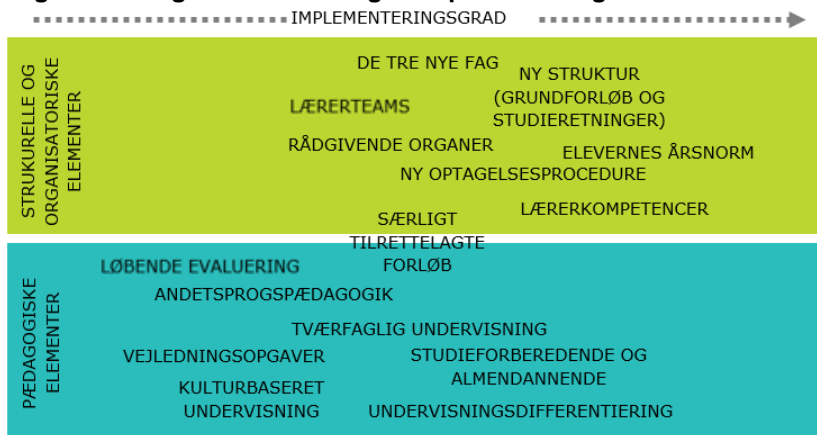 IMPLEMENTERINGSGRAD
STRUKURELLE OG
ORGANISATORISKE
ELEMENTER
DE TRE NYE FAG
NY STRUKTUR
(GRUNDFORLØB OG
STUDIERETNINGER)
LÆRERTEAMS
RÅDGIVENDE ORGANER
ELEVERNES ÅRSNORM
NY OPTAGELSESPROCEDURE
LÆRERKOMPETENCER
SÆRLIGT
TILRETTELAGTE
FORLØB
PÆDAGOGISKE
ELEMENTER
LØBENDE EVALUERING
ANDETSPROGSPÆDAGOGIK
TVÆRFAGLIG UNDERVISNING
VEJLEDNINGSOPGAVER
STUDIEFORBEREDENDE OG
ALMENDANNENDE
KULTURBASERET
UNDERVISNING
UNDERVISNINGSDIFFERENTIERING